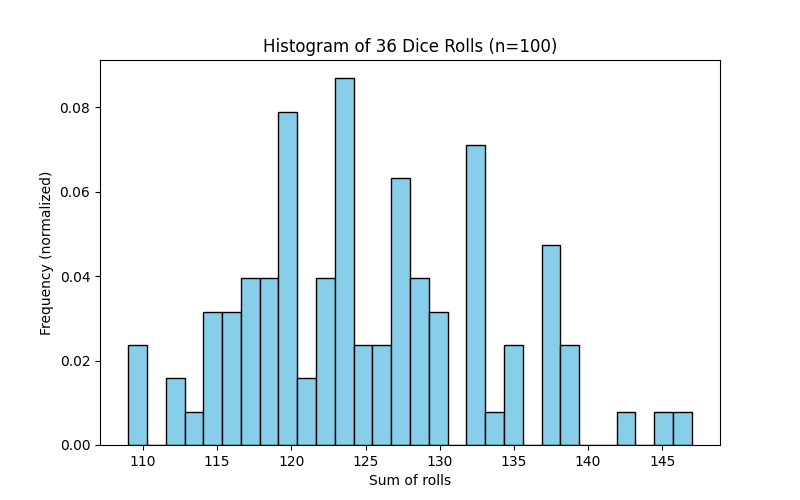 Histogram of 36 Dice Rolls (n=100)
0.08
0.06
0.04
0.02
0.00
Frequency (normalized)
110 115 120 125 130 135 140 145
Sum of rolls